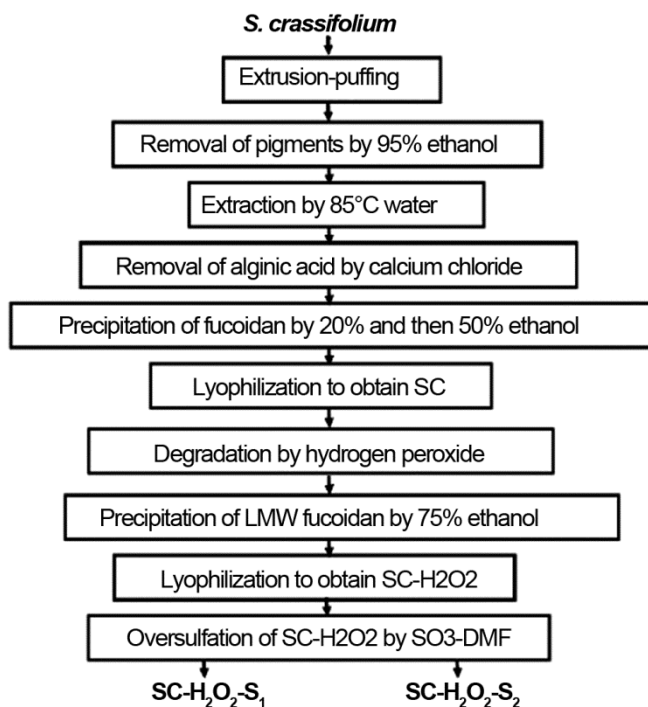 S. crassifolium
Extrusion-puffing
Removal of pigments by 95% ethanol
Extraction by 85°C water
Removal of alginic acid by calcium chloride
Precipitation of fucoidan by 20% and then 50% ethanol
Lyophilization to obtain SC
Degradation by hydrogen peroxide
Precipitation of LMW fucoidan by 75% ethanol
Lyophilization to obtain SC-H2O2
Oversulfation of SC-H2O2 by SO3-DMF
SC-H₂O₂-S₁ SC-H₂O₂-S₂